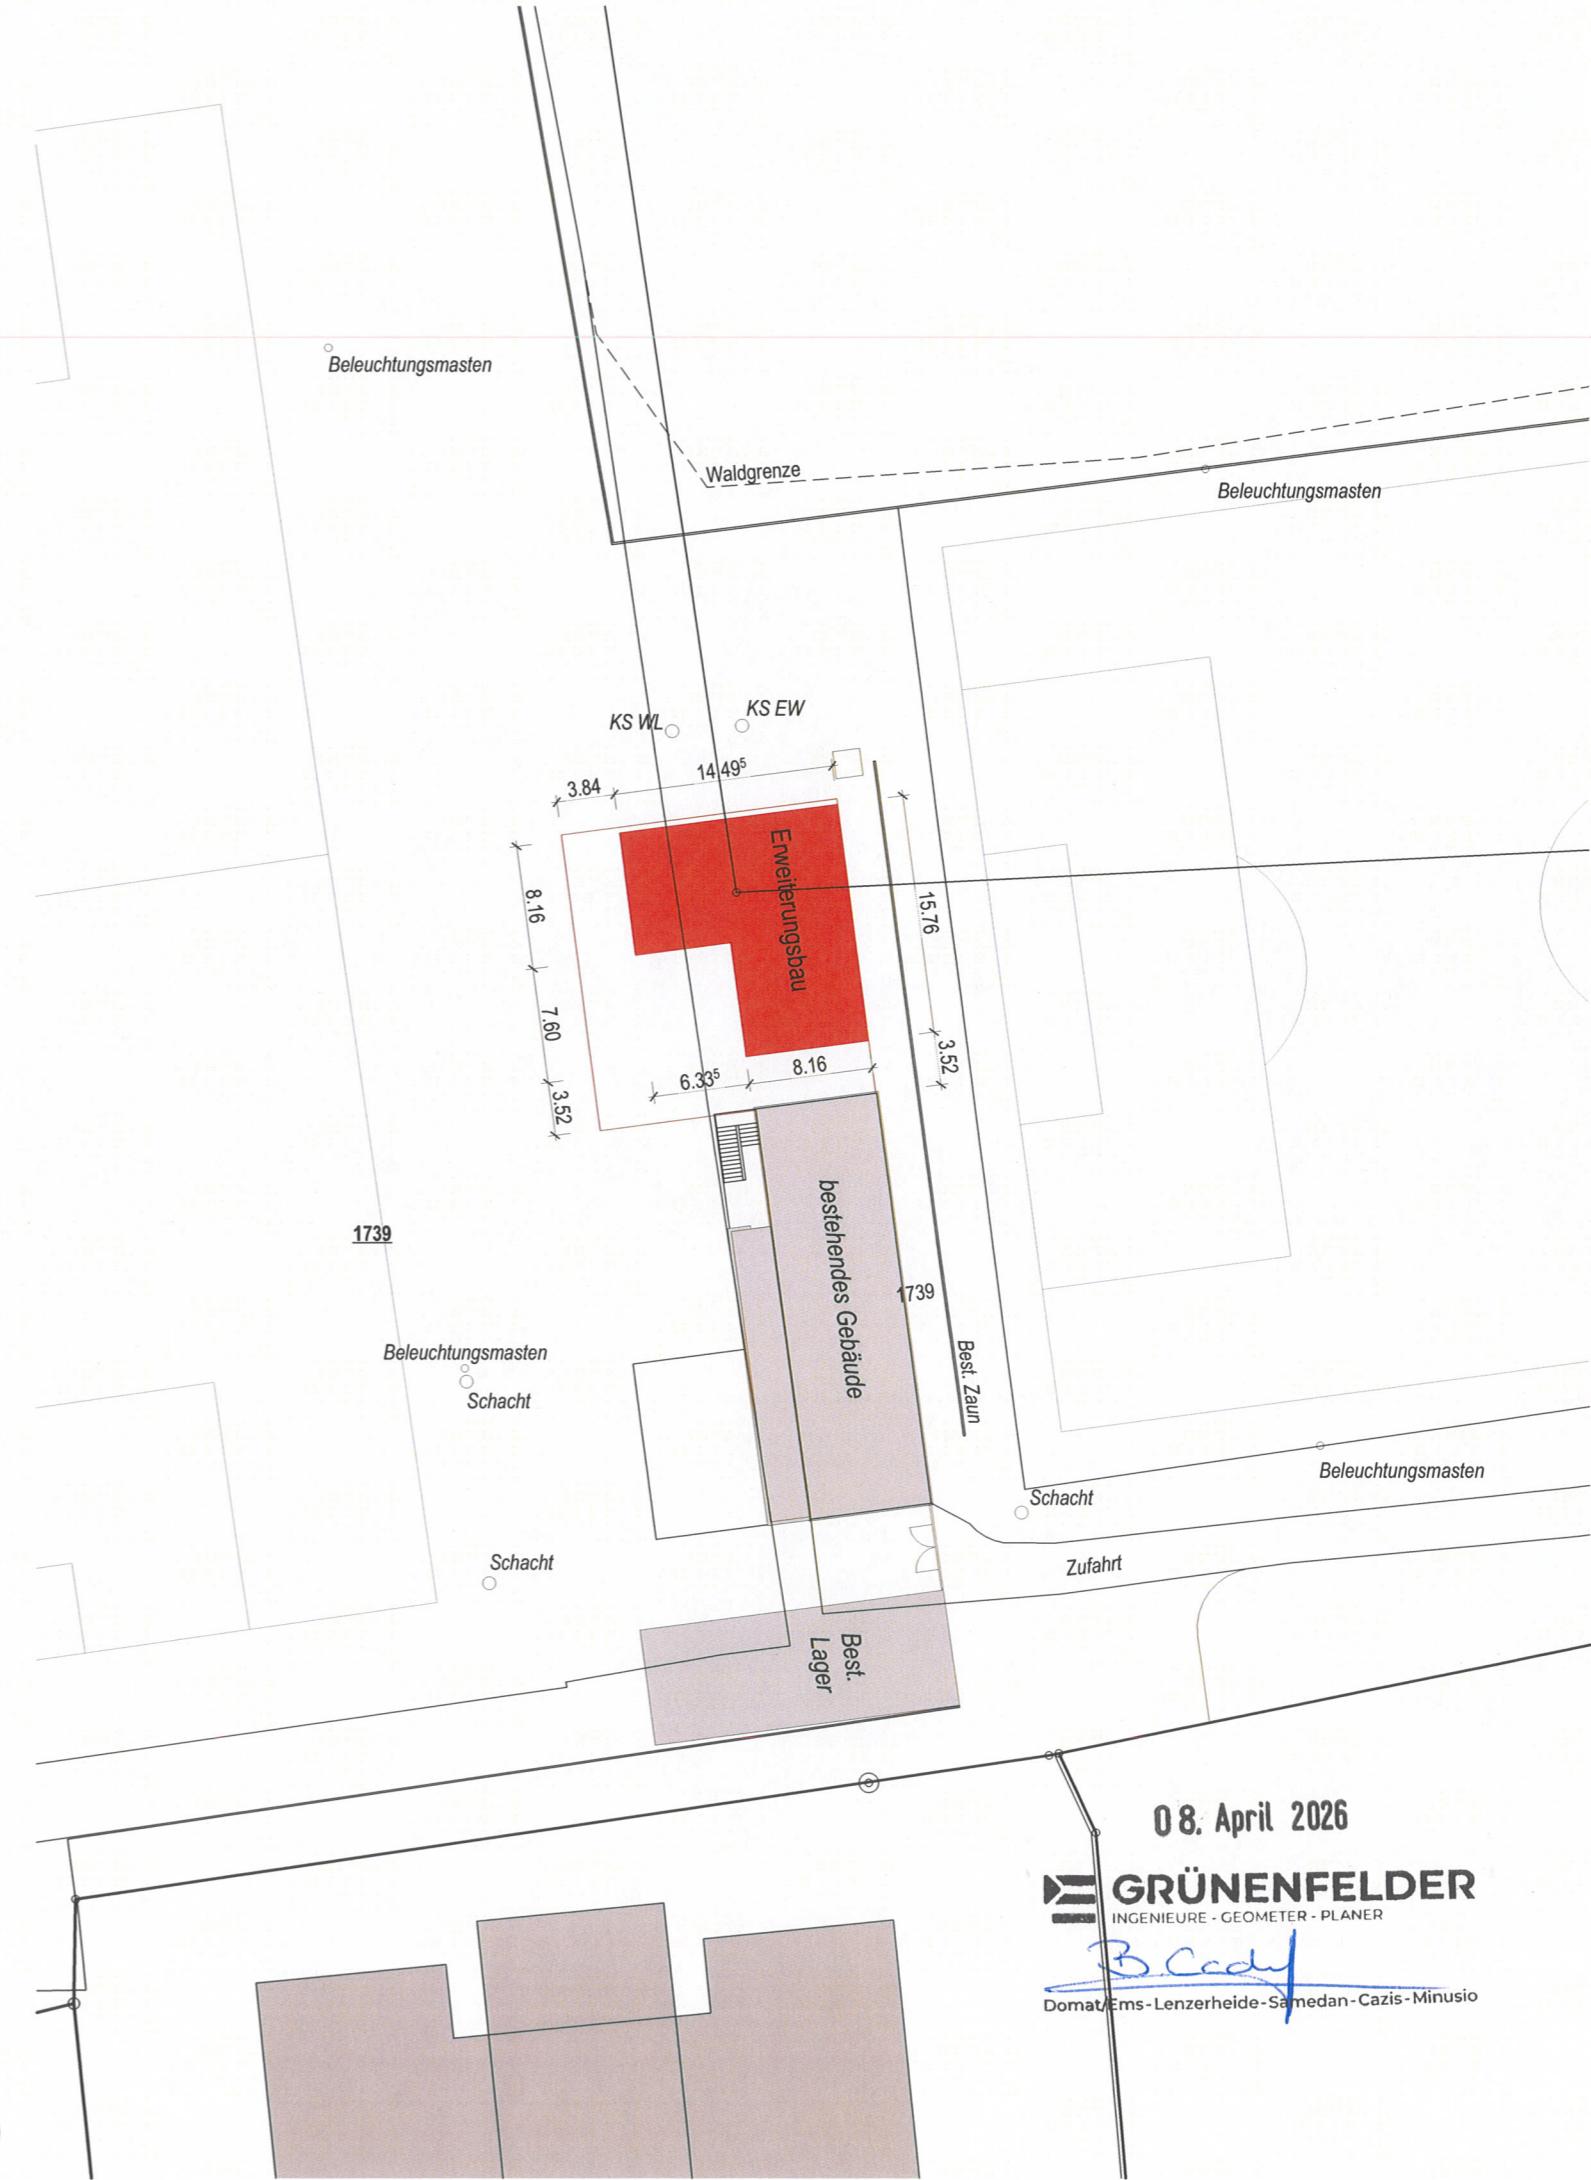 Beleuchtungsmasten
Waldgrenze
Beleuchtungsmasten
KS WL
KS EW
3.84
14.49⁵
8.16
7.60
3.52
Erweiterungsbau
15.76
3.52
6.33⁵
8.16
1739
bestehendes Gebäude
1739
Best. Zaun
Beleuchtungsmasten
Schacht
Beleuchtungsmasten
Schacht
Schacht
Zufahrt
Best.
Lager
08. April 2026
GRÜNENFELDER
INGENIEURE - GEOMETER - PLANER
Domat/Ems - Lenzerheide - Samedan - Cazis - Minusio